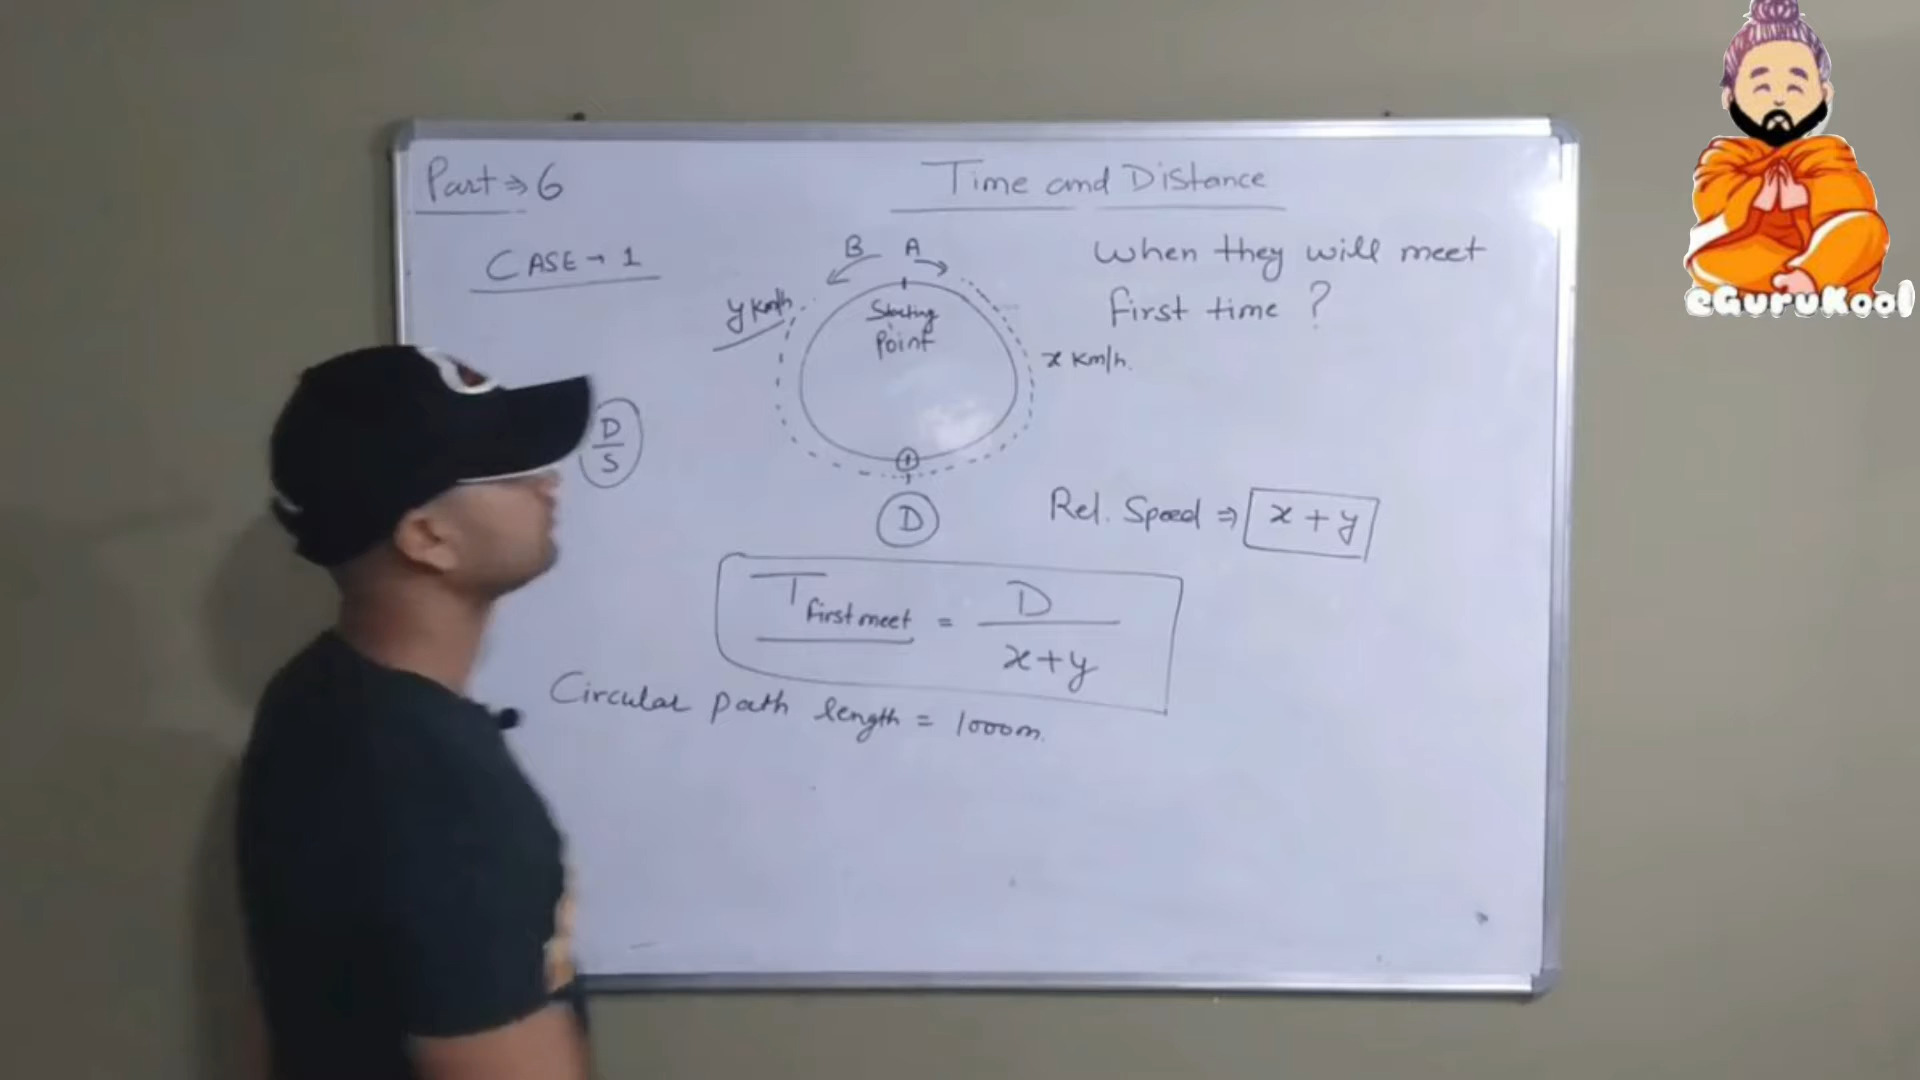 Part ⇒ 6
Time and Distance
CASE → 1
B A
When they will meet
first time ?
y Km/h
Starting
Point
x Km/h.
D
S
D
Rel. Speed ⇒ x + y
T first meet = D
x+y
Circular path length = 1000m.
eGuruKool